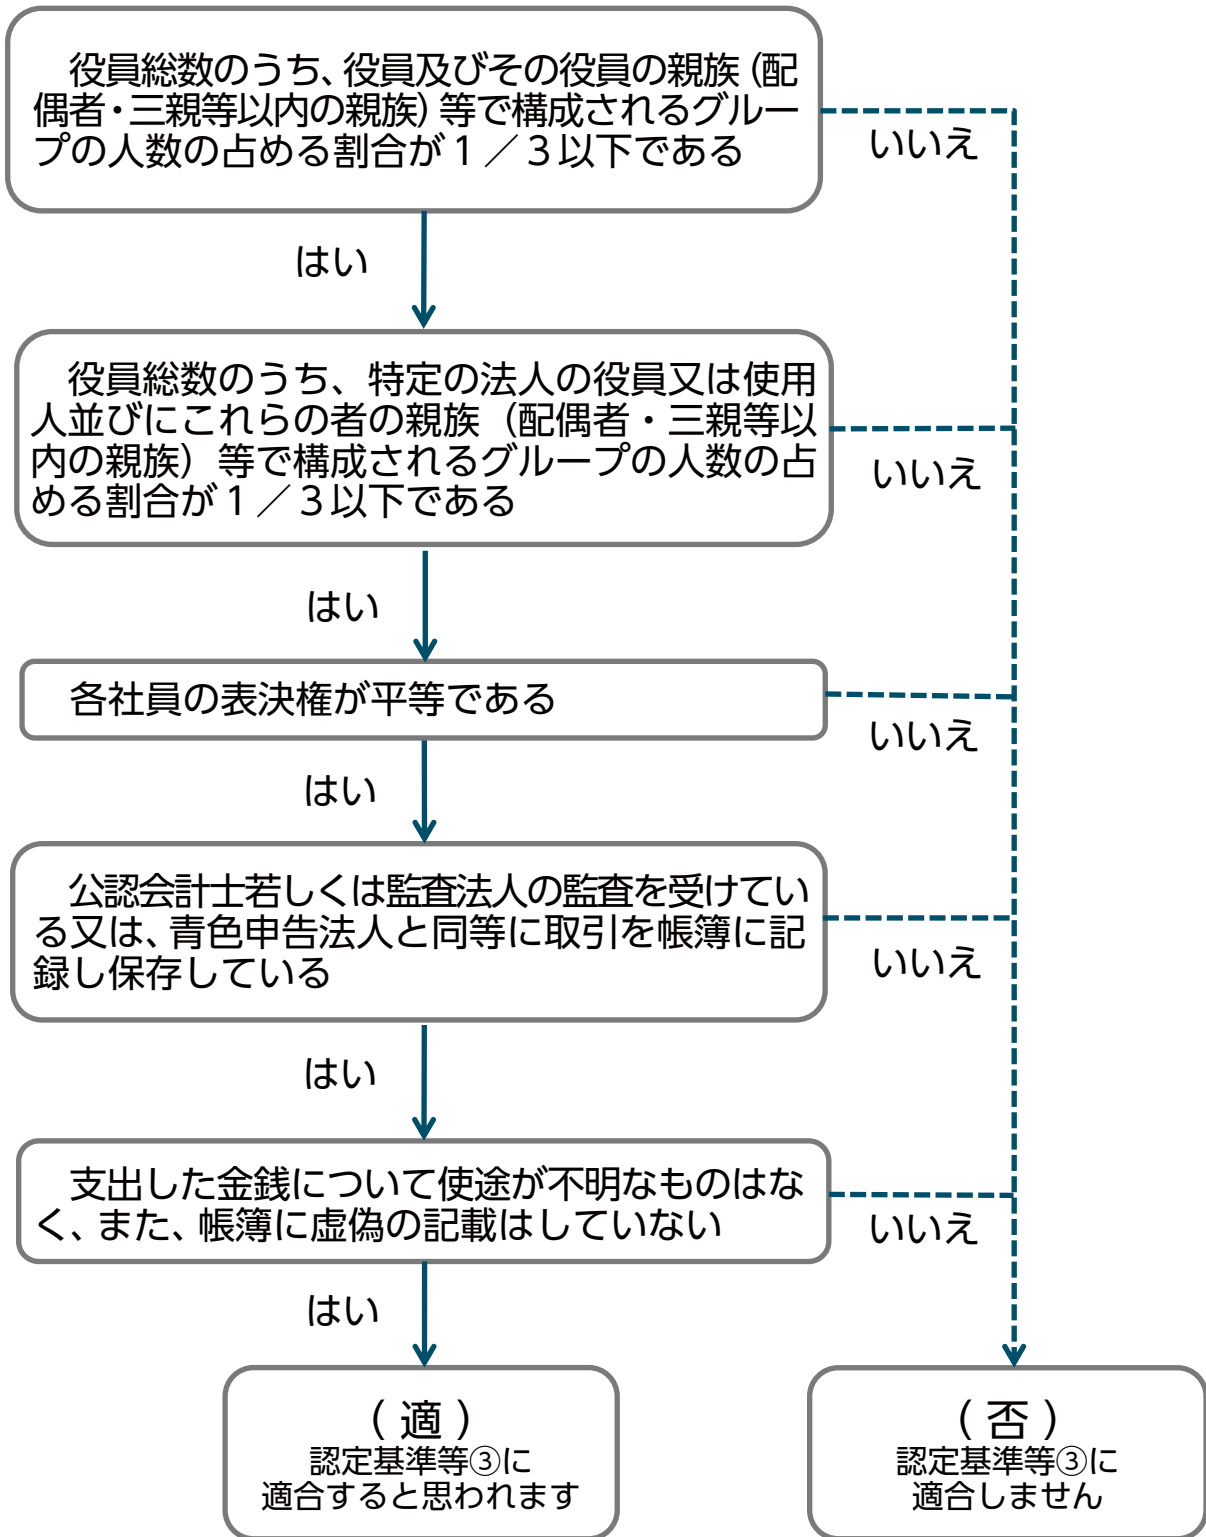 役員総数のうち、役員及びその役員の親族（配
偶者・三親等以内の親族）等で構成されるグルー
プの人数の占める割合が１／３以下である
いいえ
はい
役員総数のうち、特定の法人の役員又は使用
人並びにこれらの者の親族（配偶者・三親等以
内の親族）等で構成されるグループの人数の占
める割合が１／３以下である
いいえ
はい
各社員の表決権が平等である
いいえ
はい
公認会計士若しくは監査法人の監査を受けてい
る又は、青色申告法人と同等に取引を帳簿に記
録し保存している
いいえ
はい
支出した金銭について使途が不明なものはな
く、また、帳簿に虚偽の記載はしていない
いいえ
はい
（適）
認定基準等③に
適合すると思われます
（否）
認定基準等③に
適合しません